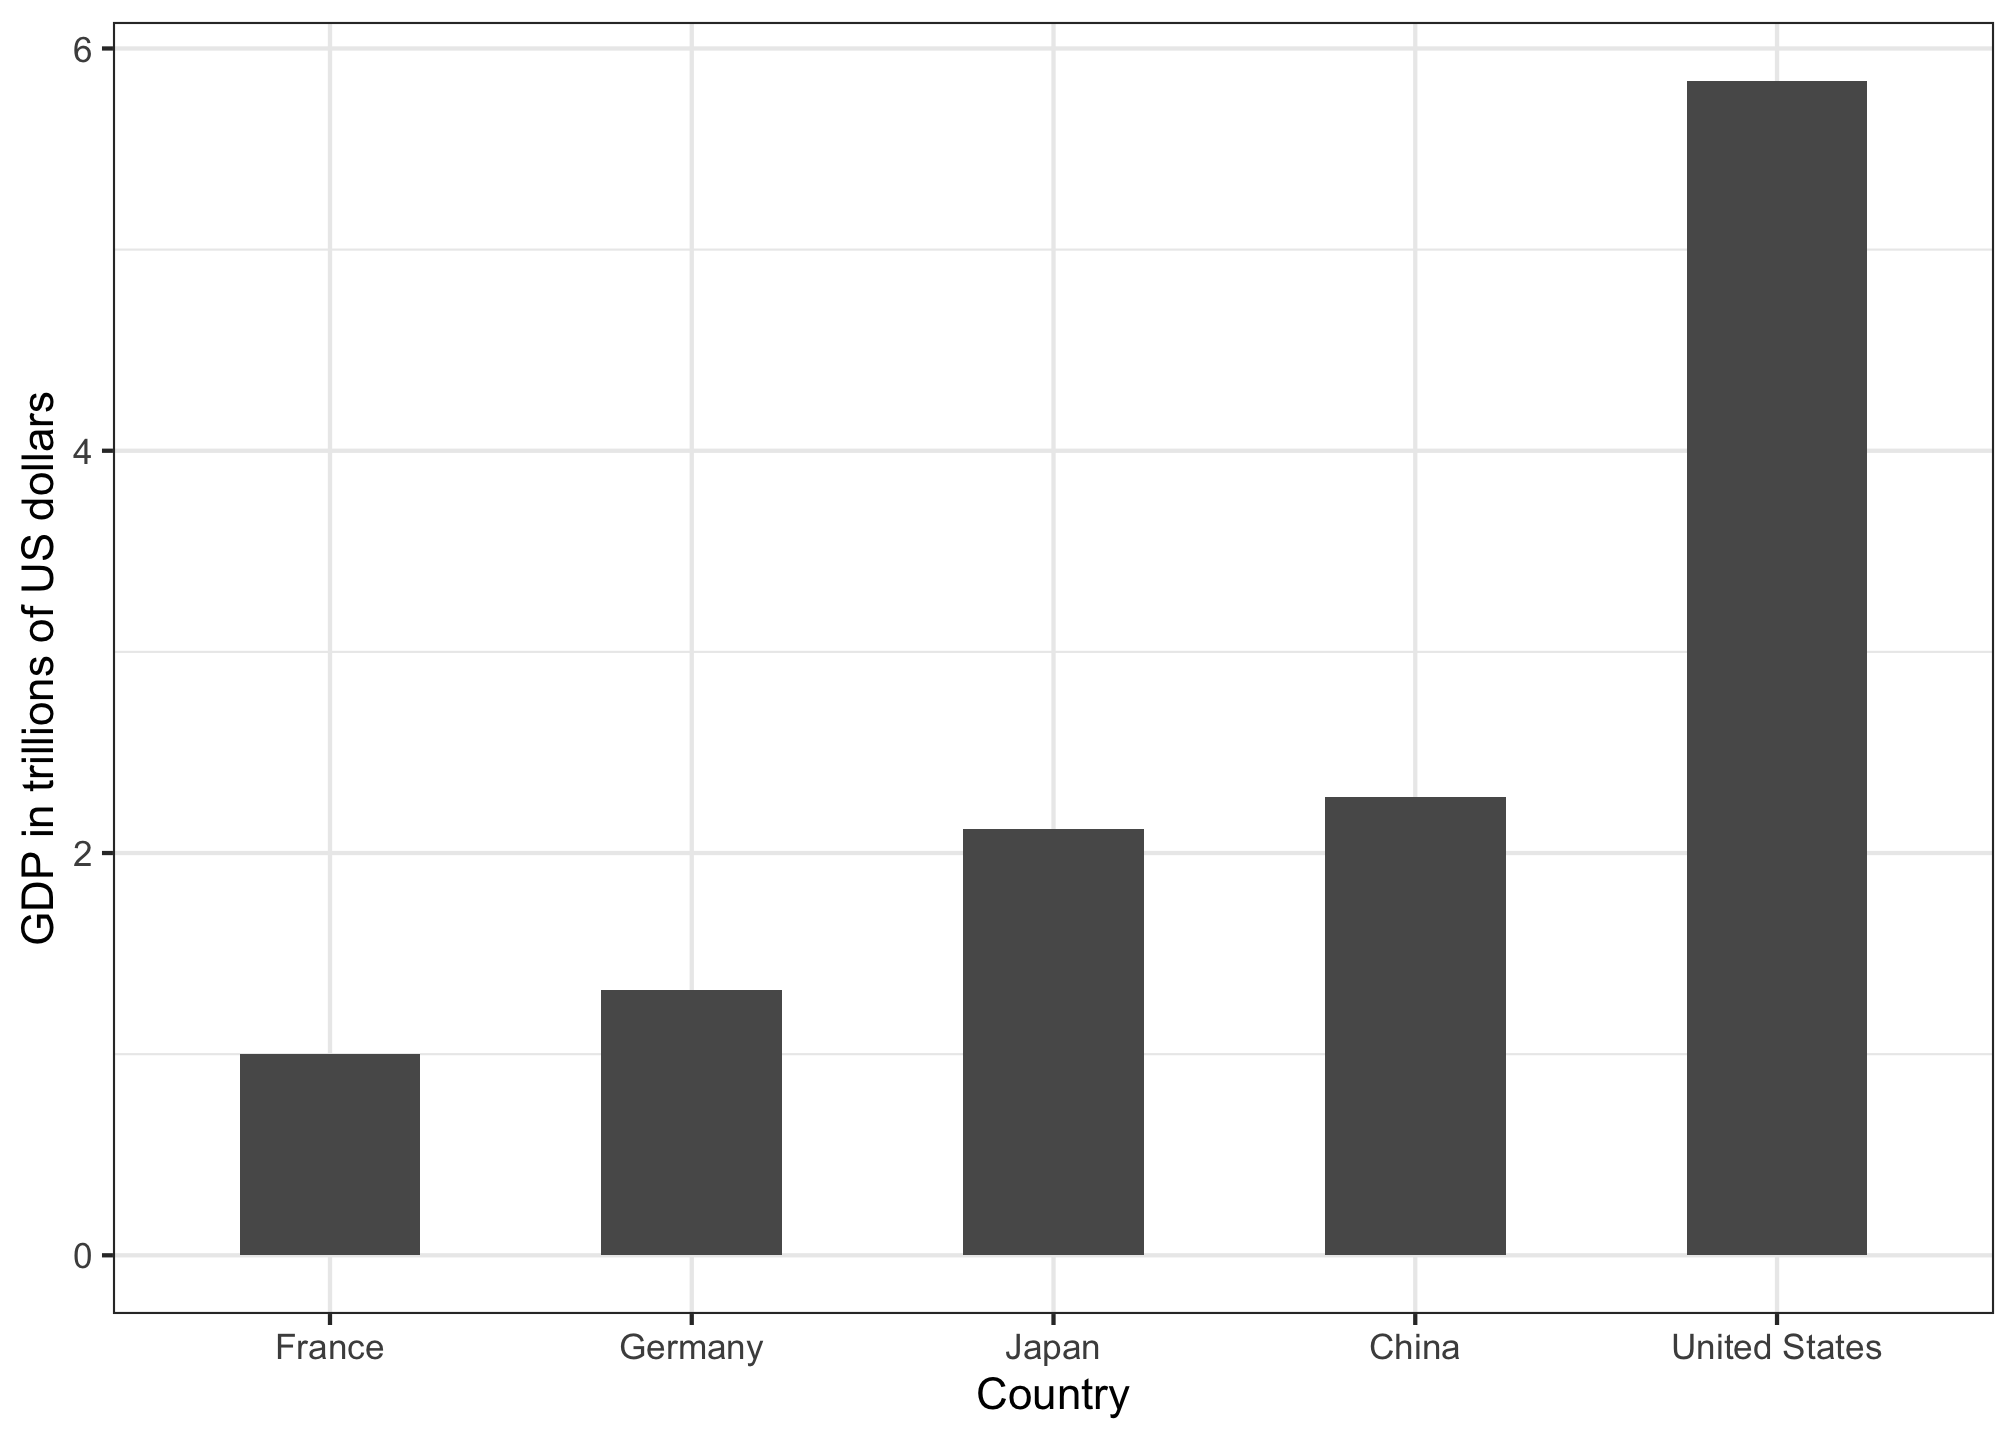 GDP in trillions of US dollars
6
4
2
0
France Germany Japan China United States
Country